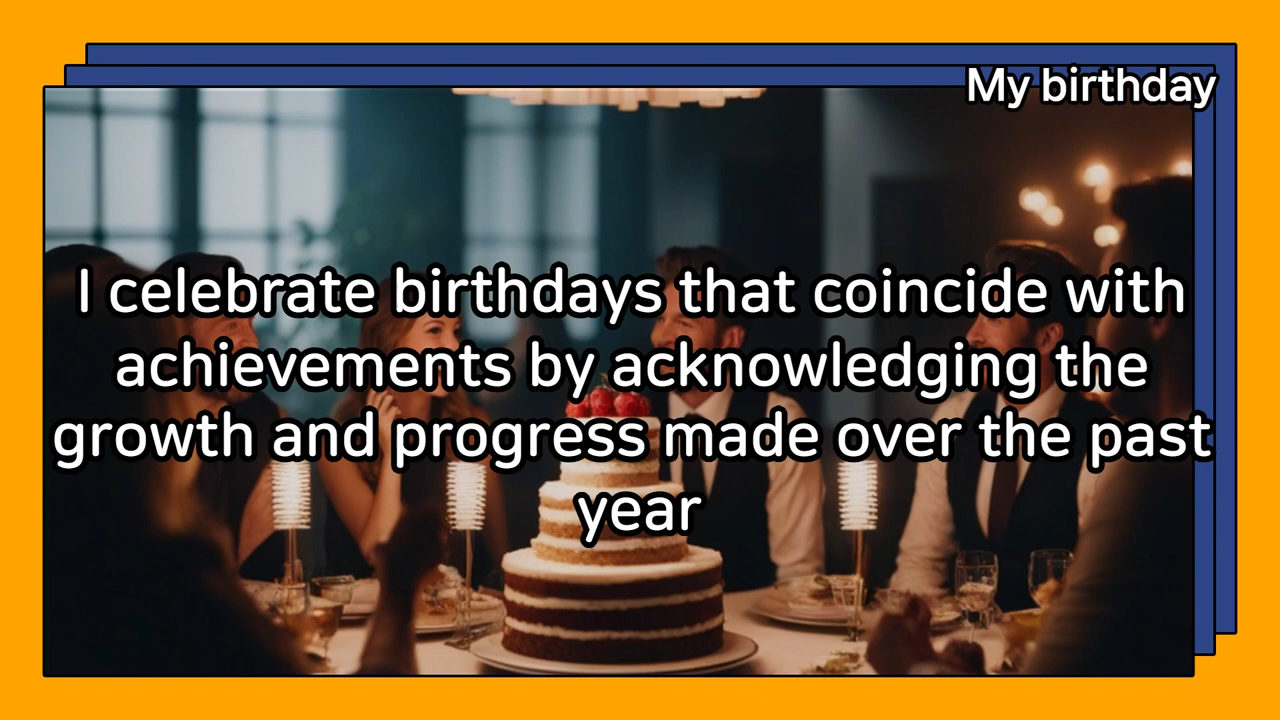 My birthday
I celebrate birthdays that coincide with
achievements by acknowledging the
growth and progress made over the past
year